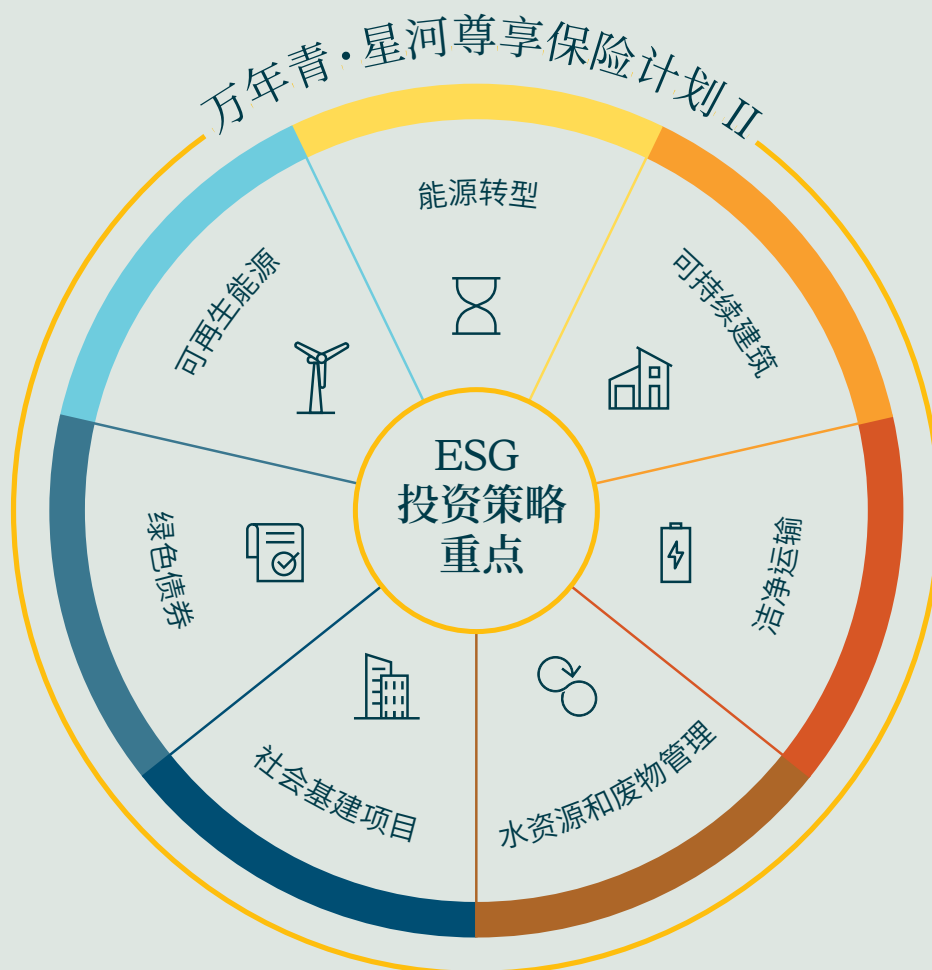 万年青·星河尊享保险计划 II
能源转型
可持续建筑
洁净运输
水资源和废物管理
社会基建项目
绿色债券
可再生能源
ESG
投资策略
重点